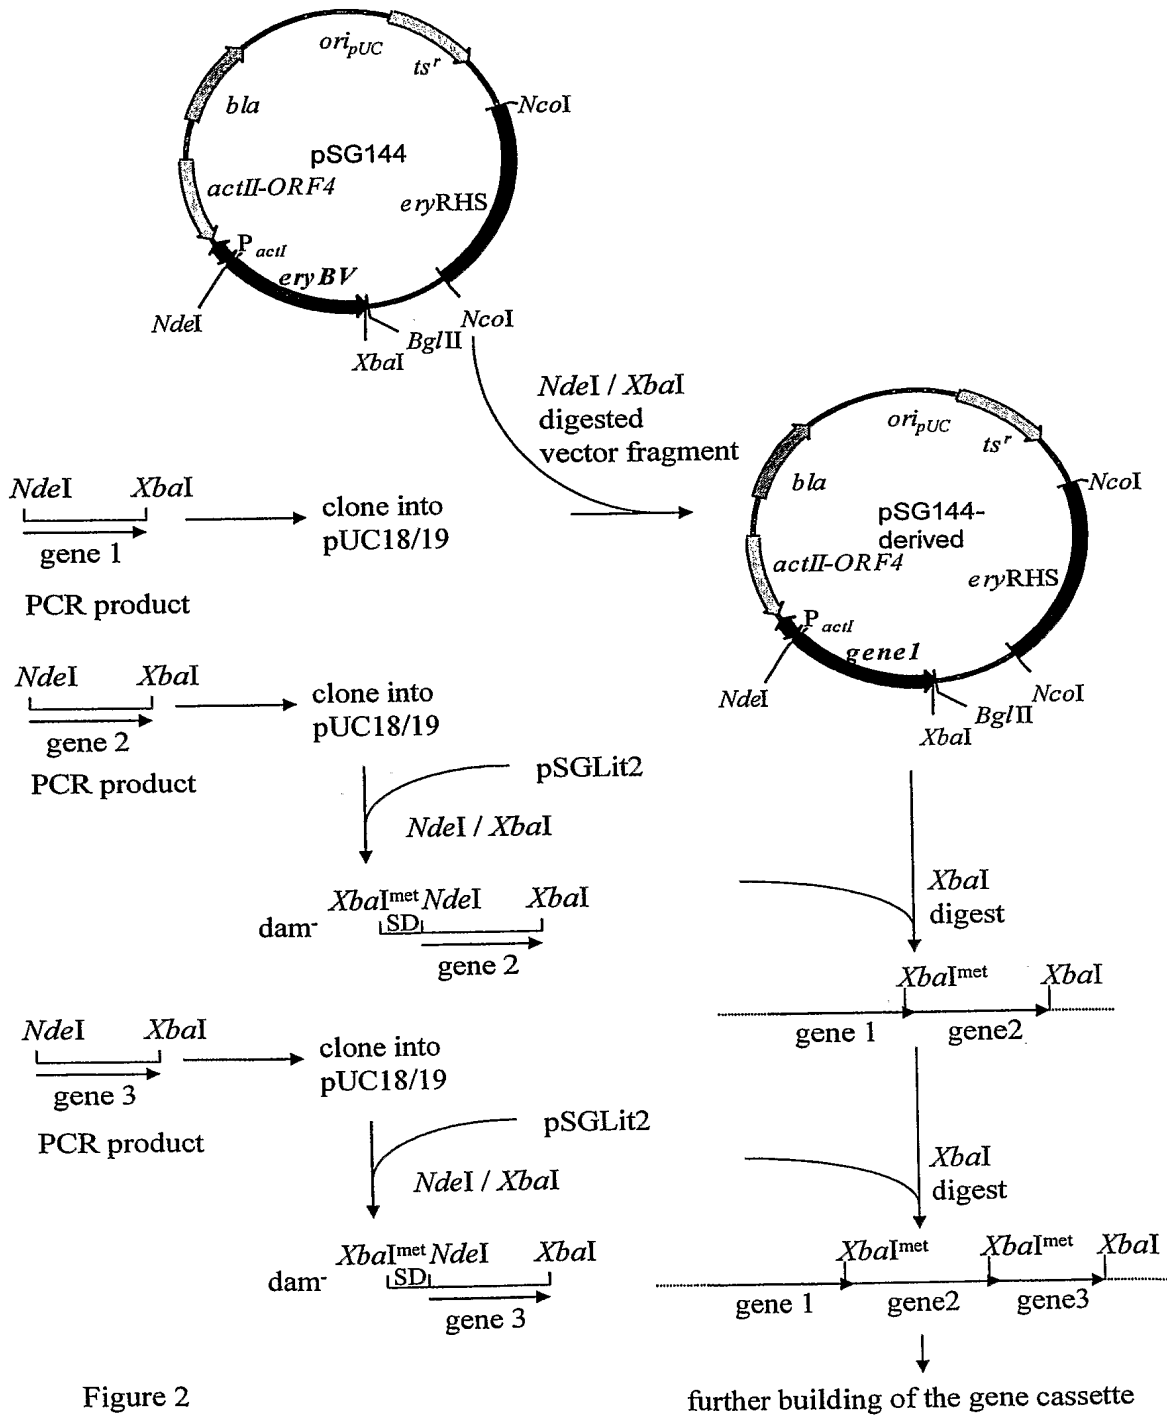 ori pUC
ts r
bla
NcoI
pSG144
actII-ORF4
eryRHS
P actI
eryBV
NdeI
NcoI
BglII
XbaI
NdeI / XbaI
digested
vector fragment
ori pUC
ts r
bla
NcoI
pSG144-
derived
actII-ORF4
eryRHS
P actI
gene1
NdeI
NcoI
BglII
XbaI
NdeI XbaI
gene 1
PCR product
clone into
pUC18/19
NdeI XbaI
gene 2
PCR product
clone into
pUC18/19
pSGLit2
NdeI / XbaI
XbaI met NdeI XbaI
dam-
SD
gene 2
XbaI
digest
XbaI met XbaI
gene 1 gene2
NdeI XbaI
gene 3
PCR product
clone into
pUC18/19
pSGLit2
NdeI / XbaI
XbaI met NdeI XbaI
dam-
SD
gene 3
XbaI
digest
XbaI met XbaI met XbaI
gene 1 gene2 gene3
Figure 2
further building of the gene cassette